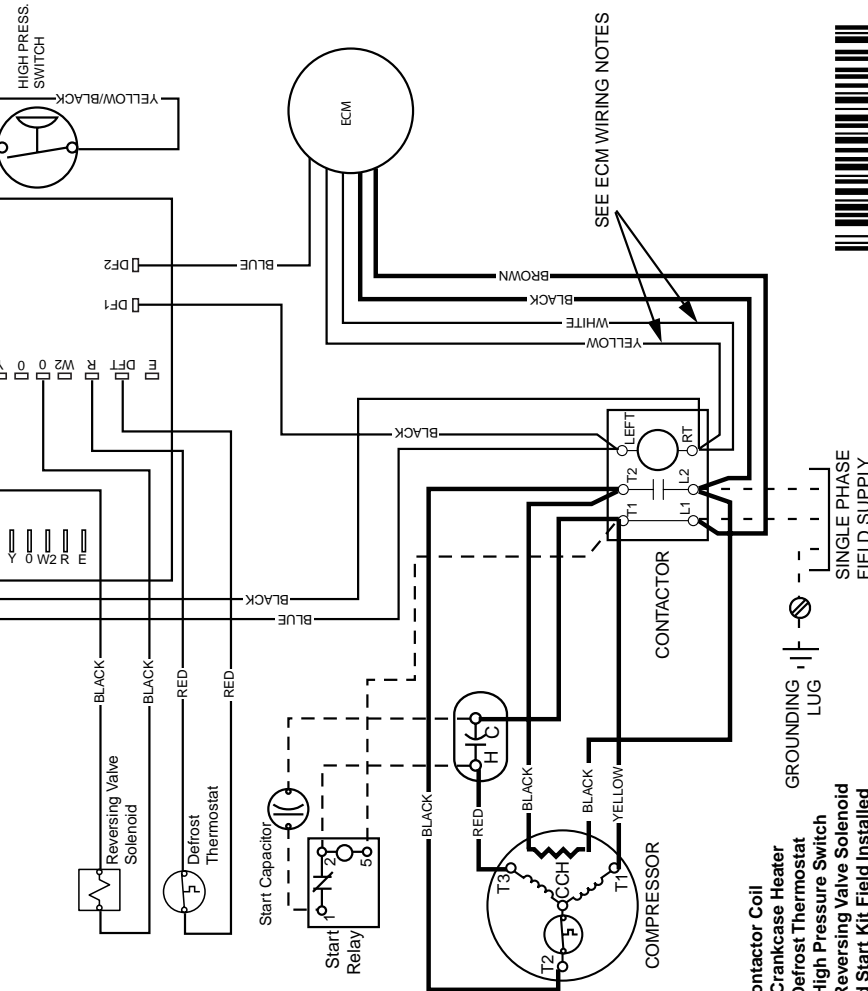 HIGH PRESS.
SWITCH
YELLOW/BLACK
ECM
DF2
BLUE
DF1
BROWN
BLACK
WHITE
YELLOW
SEE ECM WIRING NOTES
0
0
W2
R
DFT
E
BLACK
LEFT
RT
T2
L2
T1
L1
CONTACTOR
SINGLE PHASE
FIELD SUPPLY
GROUNDING
LUG
Y
0
W2
R
E
BLACK
BLUE
BLACK
BLACK
RED
RED
Reversing Valve
Solenoid
Defrost
Thermostat
Start Capacitor
1
2
5
Start
Relay
H
C
BLACK
RED
BLACK
BLACK
YELLOW
T3
CCH
T1
T2
COMPRESSOR
Crankcase Heater
Defrost Thermostat
High Pressure Switch
Reversing Valve Solenoid
Start Kit Field Installed